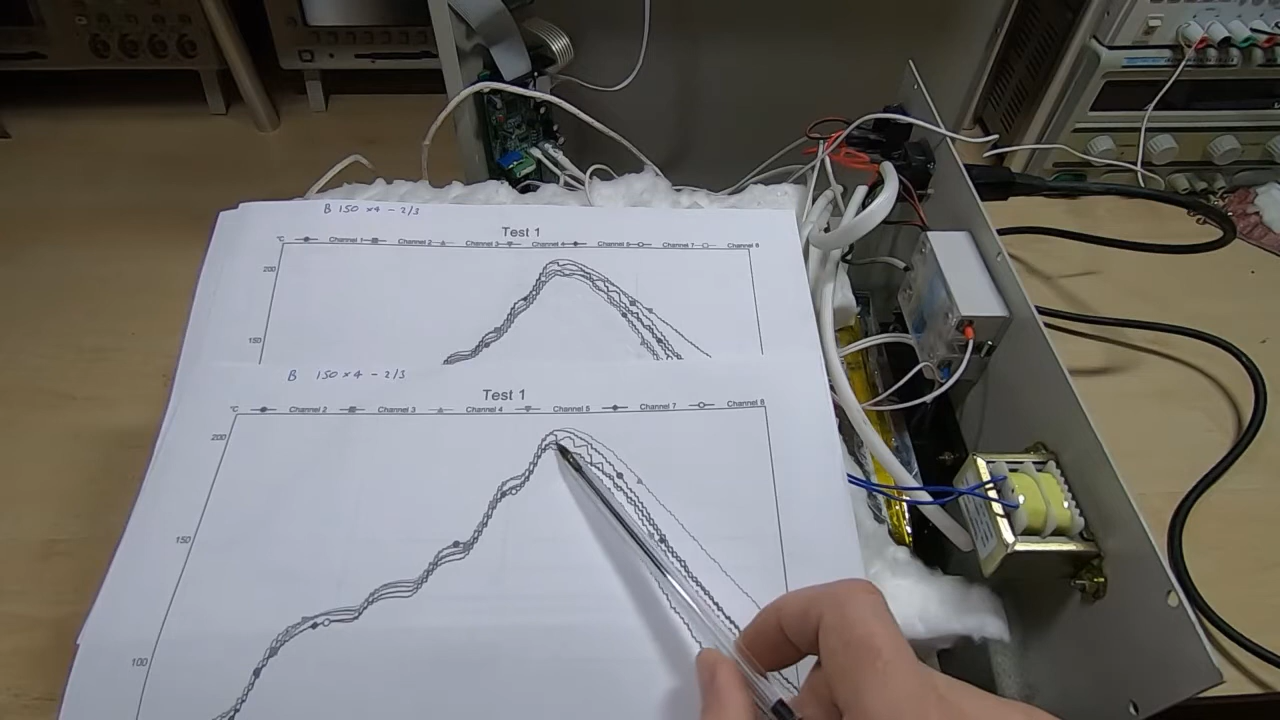 B 150 x4 - 2/3
Test 1
°C Channel 1 Channel 2 Channel 3 Channel 4 Channel 5 Channel 7 Channel 8
200
150
B 150 x 4 - 2/3
Test 1
°C Channel 2 Channel 3 Channel 4 Channel 5 Channel 7 Channel 8
200
150
100